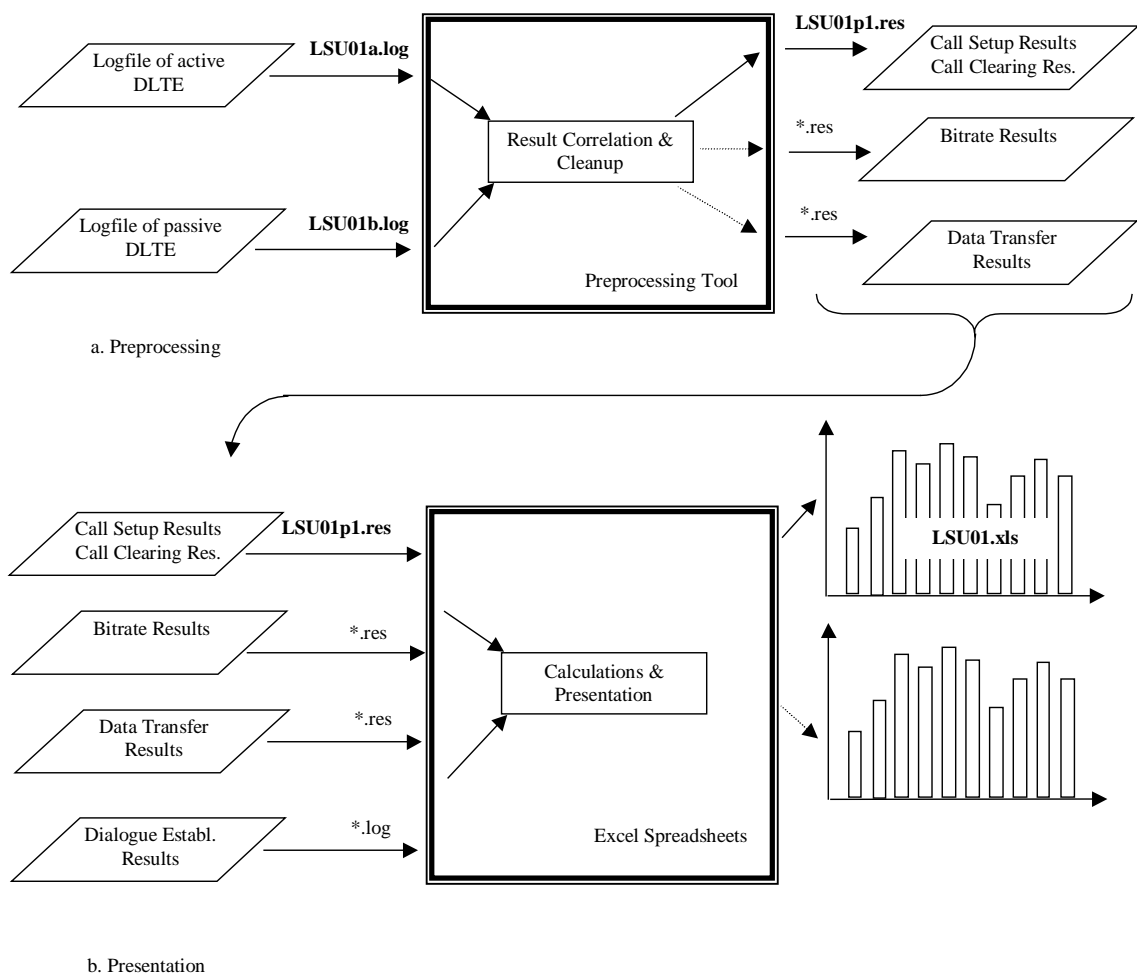 LSU01p1.res
LSU01a.log
Logfile of active
DLTE
Call Setup Results
Call Clearing Res.
*.res
Result Correlation &
Cleanup
Bitrate Results
*.res
LSU01b.log
Logfile of passive
DLTE
Data Transfer
Results
Preprocessing Tool
a. Preprocessing
Call Setup Results
Call Clearing Res.
LSU01p1.res
LSU01.xls
Bitrate Results
*.res
Calculations &
Presentation
Data Transfer
Results
*.res
Dialogue Establ.
Results
*.log
Excel Spreadsheets
b. Presentation